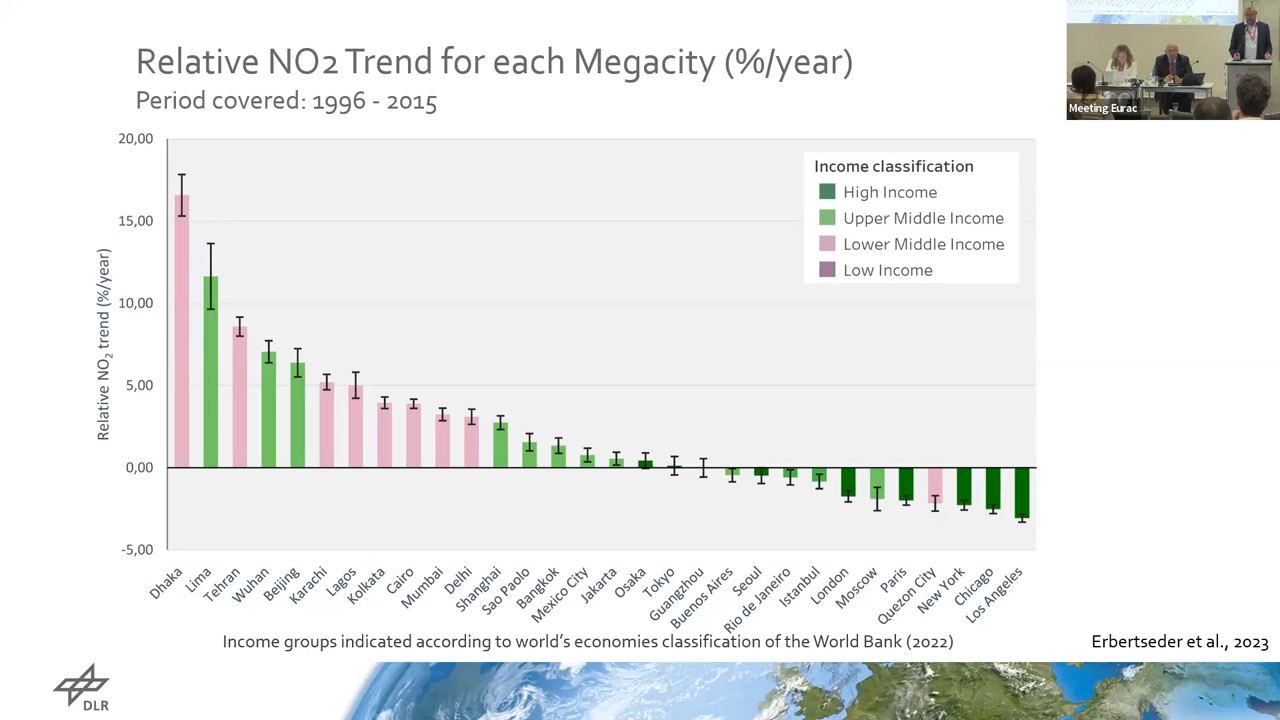 Relative NO2 Trend for each Megacity (%/year)
Period covered: 1996 - 2015
Meeting Eurac
20,00
15,00
10,00
5,00
0,00
-5,00
Relative NO2 trend (%/year)
Income classification
High Income
Upper Middle Income
Lower Middle Income
Low Income
Dhaka
Lima
Tehran
Wuhan
Beijing
Karachi
Lagos
Kolkata
Cairo
Mumbai
Delhi
Shanghai
Sao Paolo
Bangkok
Mexico City
Jakarta
Osaka
Tokyo
Guangzhou
Buenos Aires
Seoul
Rio de Janeiro
Istanbul
London
Moscow
Paris
Quezon City
New York
Chicago
Los Angeles
Income groups indicated according to world's economies classification of the World Bank (2022)
Erbertseder et al., 2023
DLR